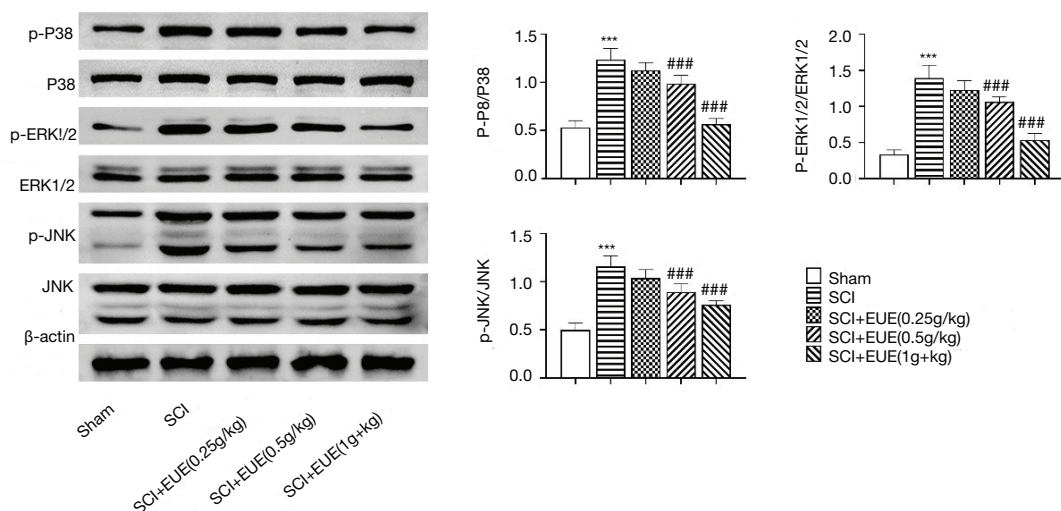 p-P38
P38
p-ERK!/2
ERK1/2
p-JNK
JNK
β-actin
Sham
SCI
SCI+EUE(0.25g/kg)
SCI+EUE(0.5g/kg)
SCI+EUE(1g+kg)
P-P8/P38
1.5
1.0
0.5
0.0
***
###
###
P-ERK1/2/ERK1/2
2.0
1.5
1.0
0.5
0.0
***
###
###
p-JNK/JNK
1.5
1.0
0.5
0.0
***
###
###
Sham
SCI
SCI+EUE(0.25g/kg)
SCI+EUE(0.5g/kg)
SCI+EUE(1g+kg)